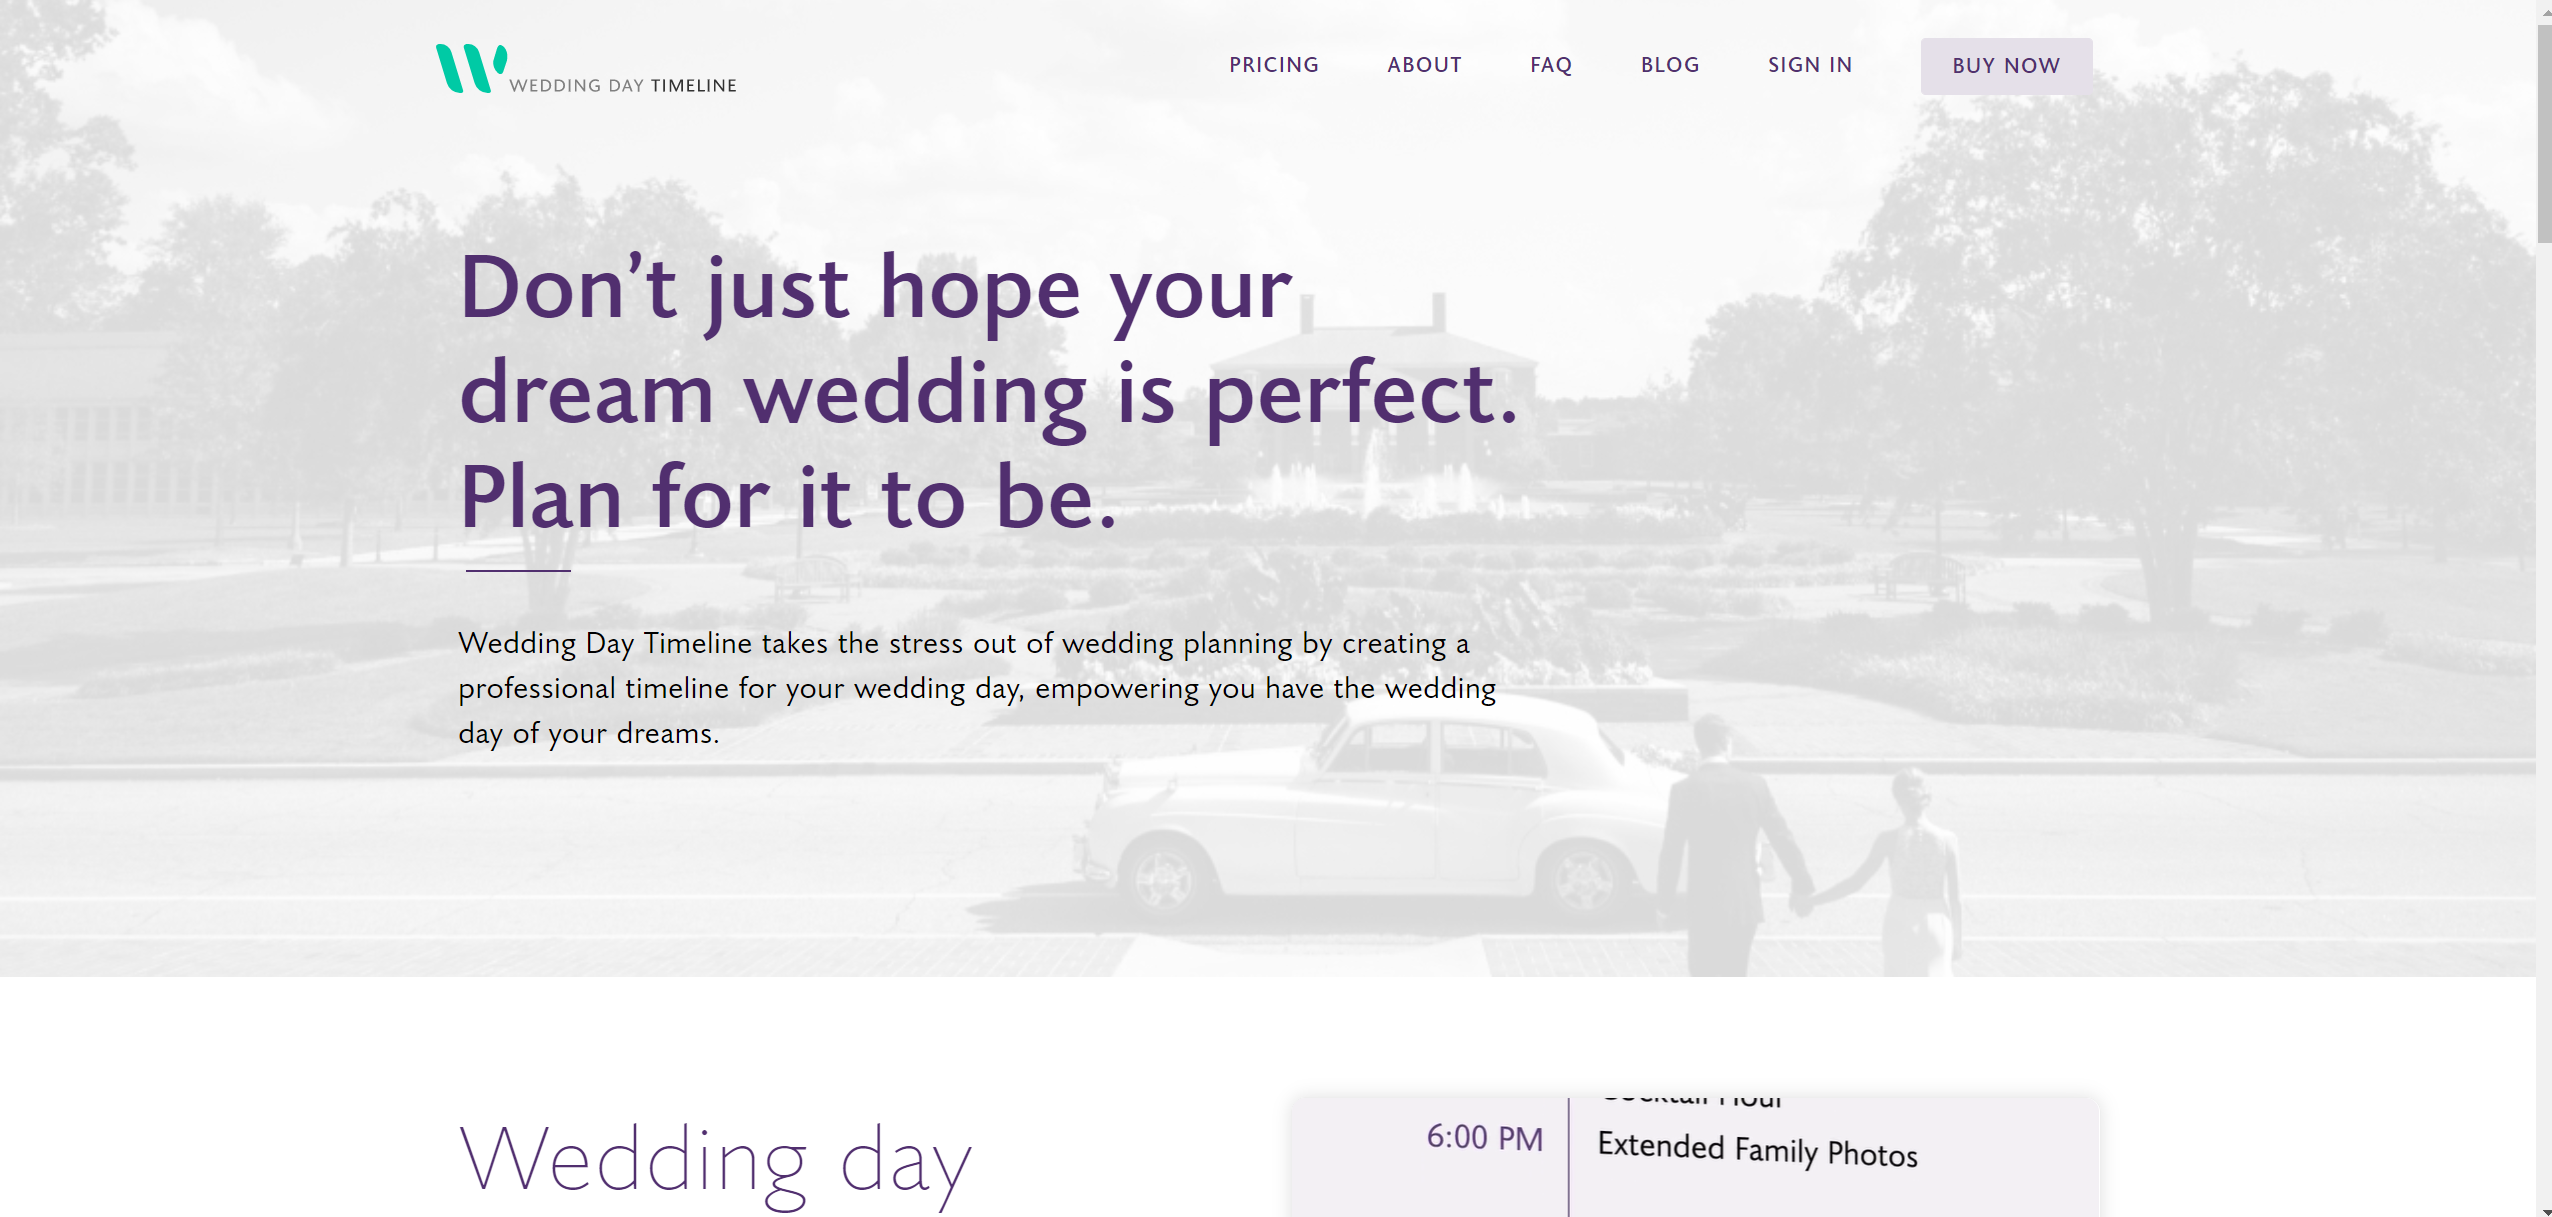 WEDDING DAY TIMELINE
PRICING
ABOUT
FAQ
BLOG
SIGN IN
BUY NOW
Don’t just hope your
dream wedding is perfect.
Plan for it to be.
Wedding Day Timeline takes the stress out of wedding planning by creating a
professional timeline for your wedding day, empowering you have the wedding
day of your dreams.
Wedding day
Cocktail Hour
6:00 PM
Extended Family Photos